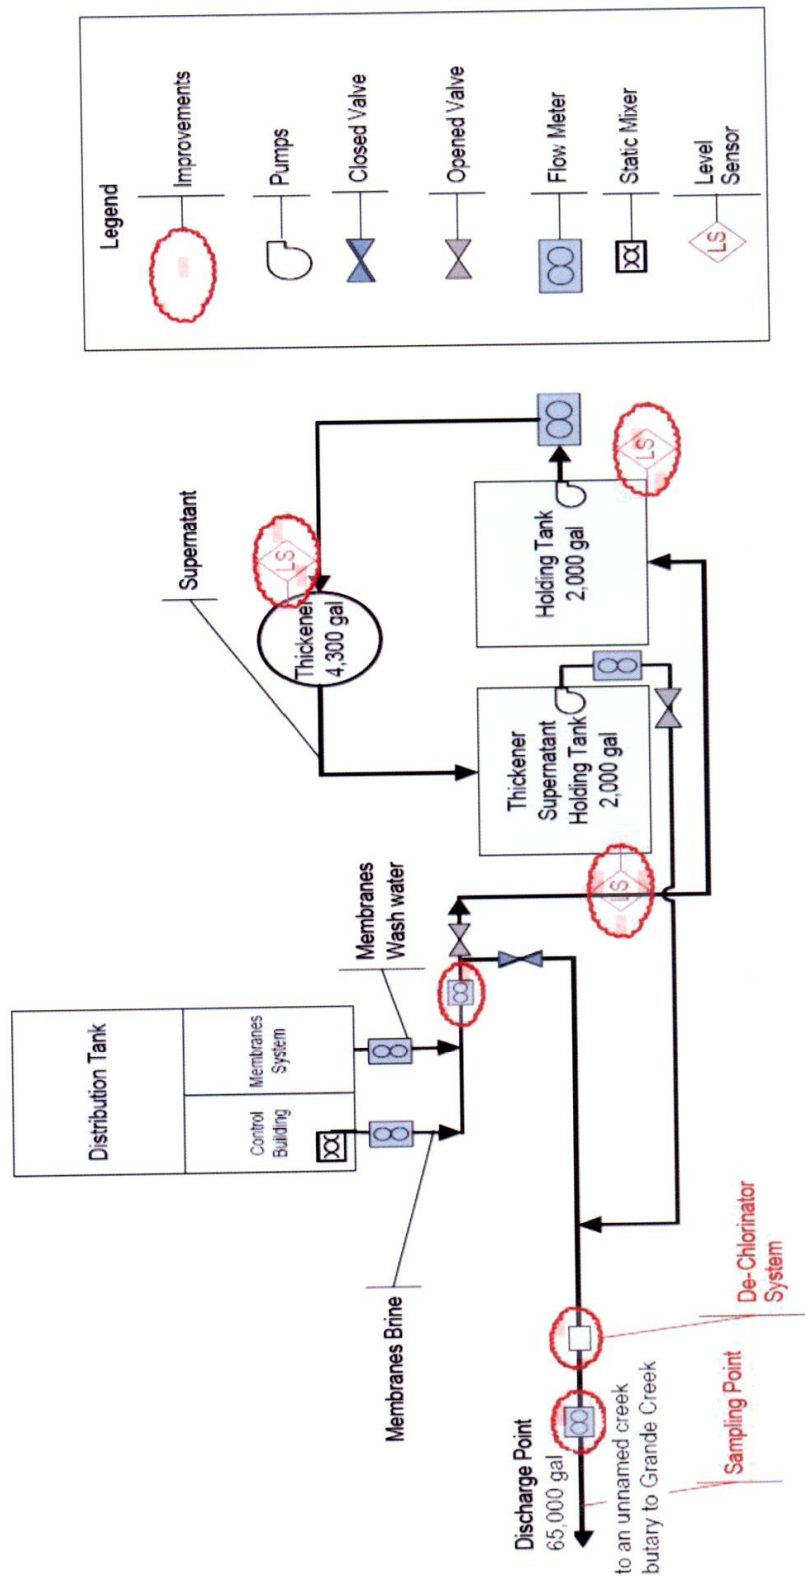 Distribution Tank
Control
Building
Membranes
System
Membranes Brine
Membranes
Wash water
Supernatant
Thickener
4,300 gal
LS
Thickener
Supernatant
Holding Tank
2,000 gal
Holding Tank
2,000 gal
LS
LS
Discharge Point
65,000 gal
to an unnamed creek
butary to Grande Creek
Sampling Point
De-Chlorinator
System
Legend
Improvements
Pumps
Closed Valve
Opened Valve
Flow Meter
Static Mixer
LS
Level
Sensor